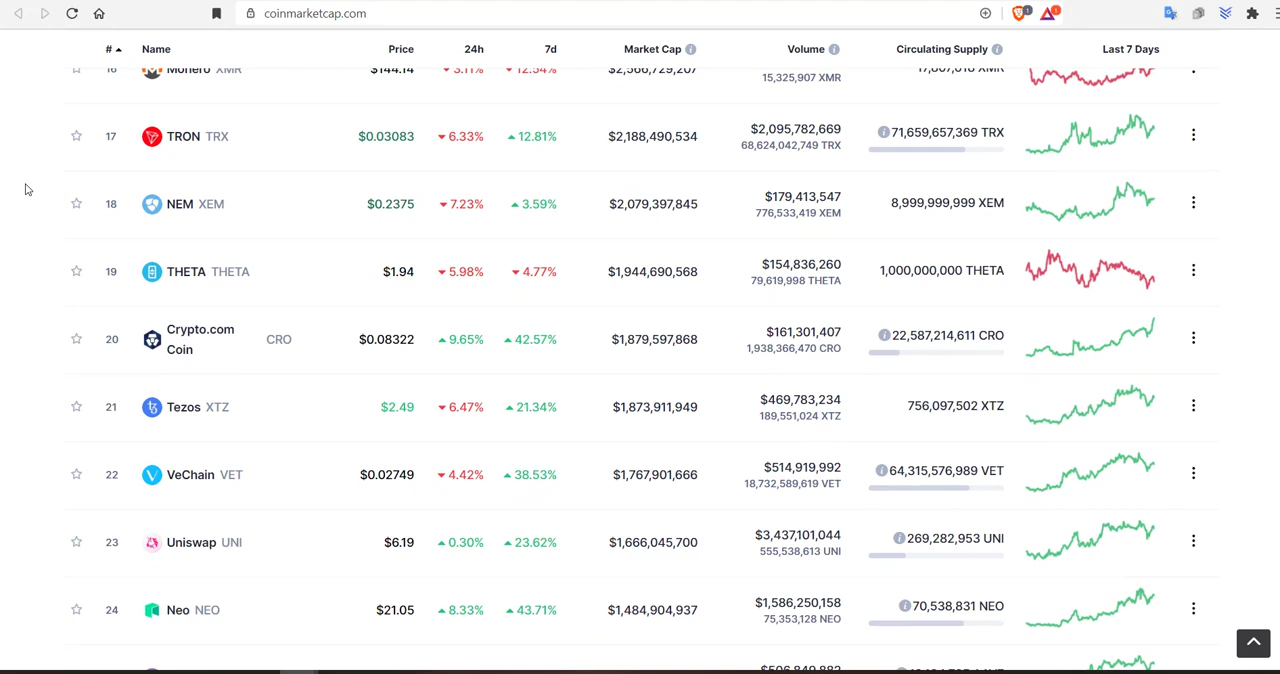 coinmarketcap.com
1
1
# Name Price 24h 7d Market Cap Volume Circulating Supply Last 7 Days
16 Monero XMR $144.14 3.11% 12.54% $2,566,729,207
15,325,907 XMR
TRON TRX
17 $0.03083 6.33% 12.81% $2,188,490,534 $2,095,782,669 71,659,657,369 TRX
68,624,042,749 TRX
18 NEM XEM $0.2375 7.23% 3.59% $2,079,397,845 $179,413,547 8,999,999,999 XEM
776,533,419 XEM
19 THETA THETA $1.94 5.98% 4.77% $1,944,690,568 $154,836,260 1,000,000,000 THETA
79,619,998 THETA
20 Crypto.com Coin CRO $0.08322 9.65% 42.57% $1,879,597,868 $161,301,407 22,587,214,611 CRO
1,938,366,470 CRO
21 Tezos XTZ $2.49 6.47% 21.34% $1,873,911,949 $469,783,234 756,097,502 XTZ
189,551,024 XTZ
22 VeChain VET $0.02749 4.42% 38.53% $1,767,901,666 $514,919,992 64,315,576,989 VET
18,732,589,619 VET
23 Uniswap UNI $6.19 0.30% 23.62% $1,666,045,700 $3,437,101,044 269,282,953 UNI
555,538,613 UNI
24 Neo NEO $21.05 8.33% 43.71% $1,484,904,937 $1,586,250,158 70,538,831 NEO
75,353,128 NEO